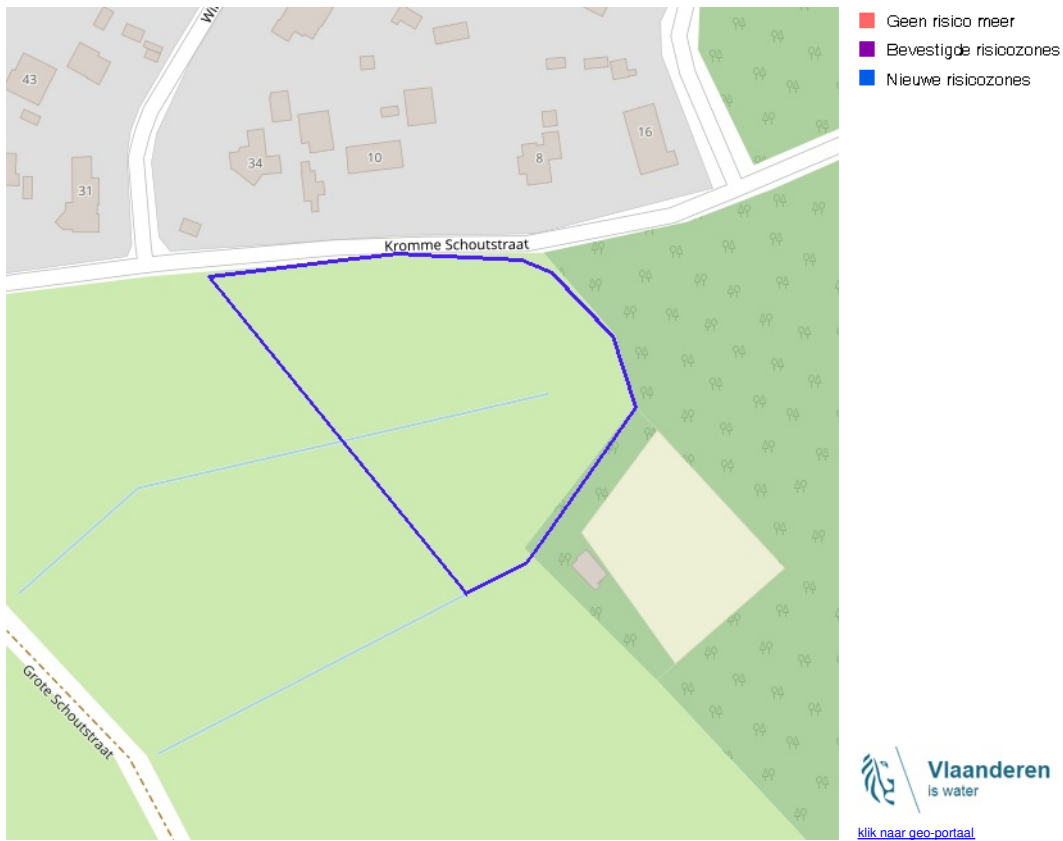 Wi
43
34
10
8
16
31
Kromme Schoutstraat
Grote Schoutstraat
Geen risico meer
Bevestigde risicozones
Nieuwe risicozones
Vlaanderen
is water
klik naar geo-portaal